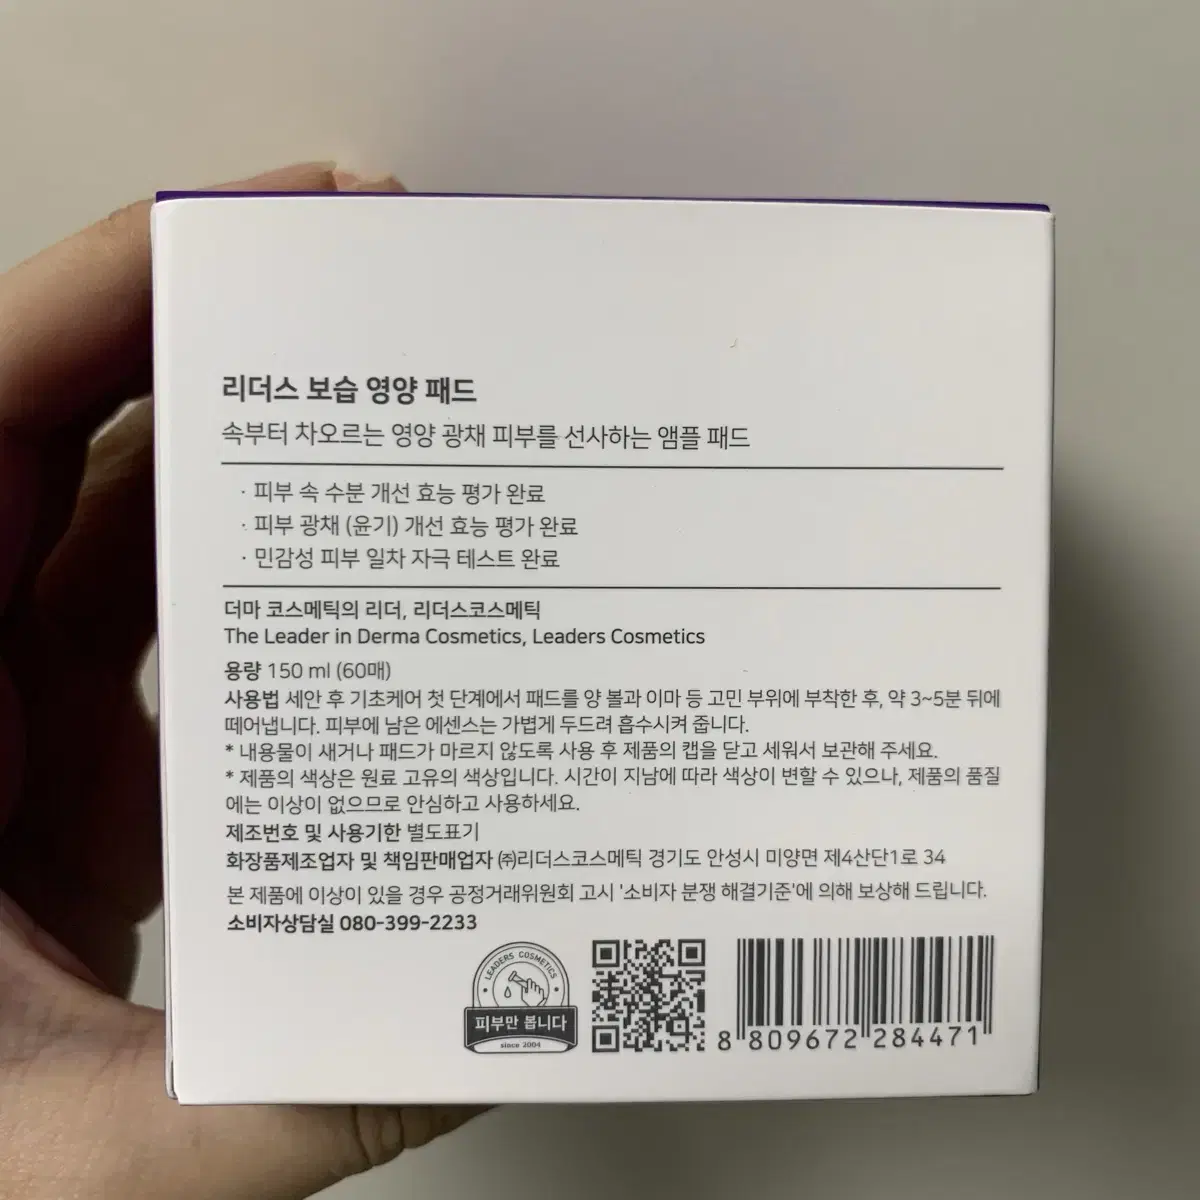 리더스 보습 영양 패드
속부터 차오르는 영양 광채 피부를 선사하는 앰플 패드
· 피부 속 수분 개선 효능 평가 완료
· 피부 광채 (윤기) 개선 효능 평가 완료
· 민감성 피부 일차 자극 테스트 완료
더마 코스메틱의 리더, 리더스코스메틱
The Leader in Derma Cosmetics, Leaders Cosmetics
용량 150 ml (60매)
사용법 세안 후 기초케어 첫 단계에서 패드를 양 볼과 이마 등 고민 부위에 부착한 후, 약 3~5분 뒤에
떼어냅니다. 피부에 남은 에센스는 가볍게 두드려 흡수시켜 줍니다.
* 내용물이 새거나 패드가 마르지 않도록 사용 후 제품의 캡을 닫고 세워서 보관해 주세요.
* 제품의 색상은 원료 고유의 색상입니다. 시간이 지남에 따라 색상이 변할 수 있으나, 제품의 품질
에는 이상이 없으므로 안심하고 사용하세요.
제조번호 및 사용기한 별도표기
화장품제조업자 및 책임판매업자 ㈜리더스코스메틱 경기도 안성시 미양면 제4산단1로 34
본 제품에 이상이 있을 경우 공정거래위원회 고시 '소비자 분쟁 해결기준'에 의해 보상해 드립니다.
소비자상담실 080-399-2233
LEADERS COSMETICS
피부만 봅니다
since 2004
8 809672 284471